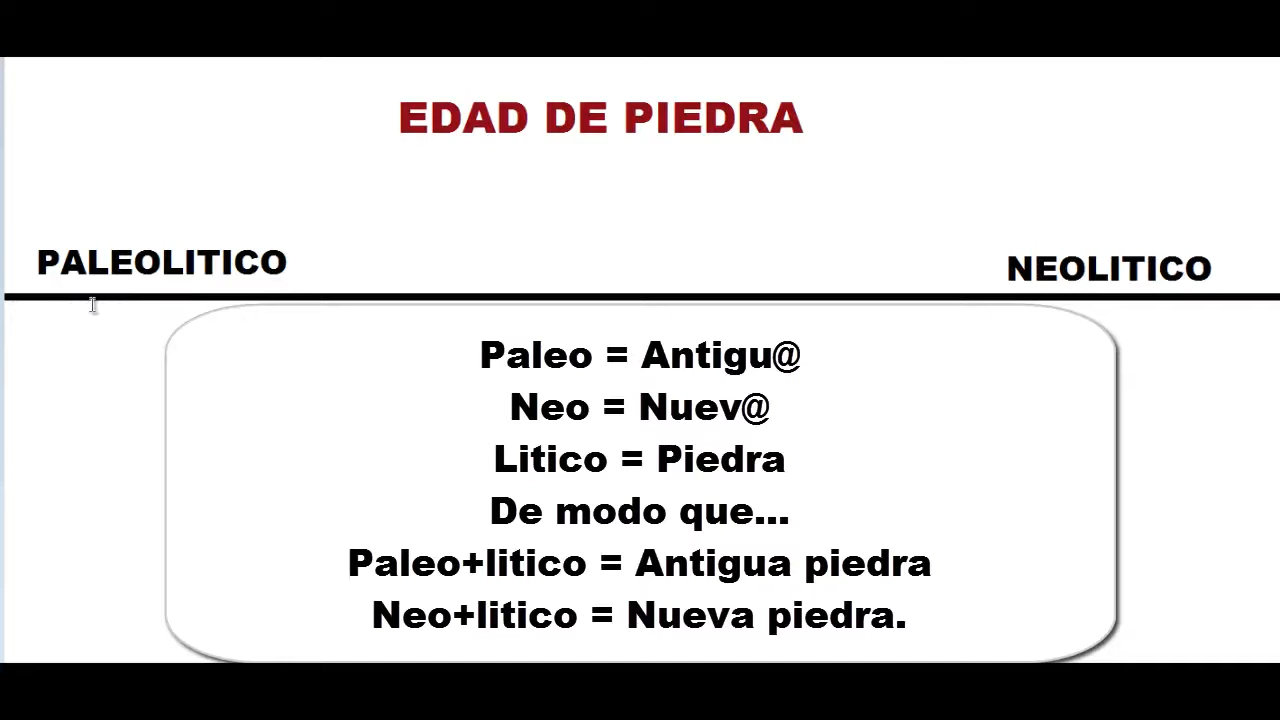 EDAD DE PIEDRA
PALEOLITICO
NEOLITICO
Paleo = Antigu@
Neo = Nuev@
Litico = Piedra
De modo que...
Paleo+litico = Antigua piedra
Neo+litico = Nueva piedra.